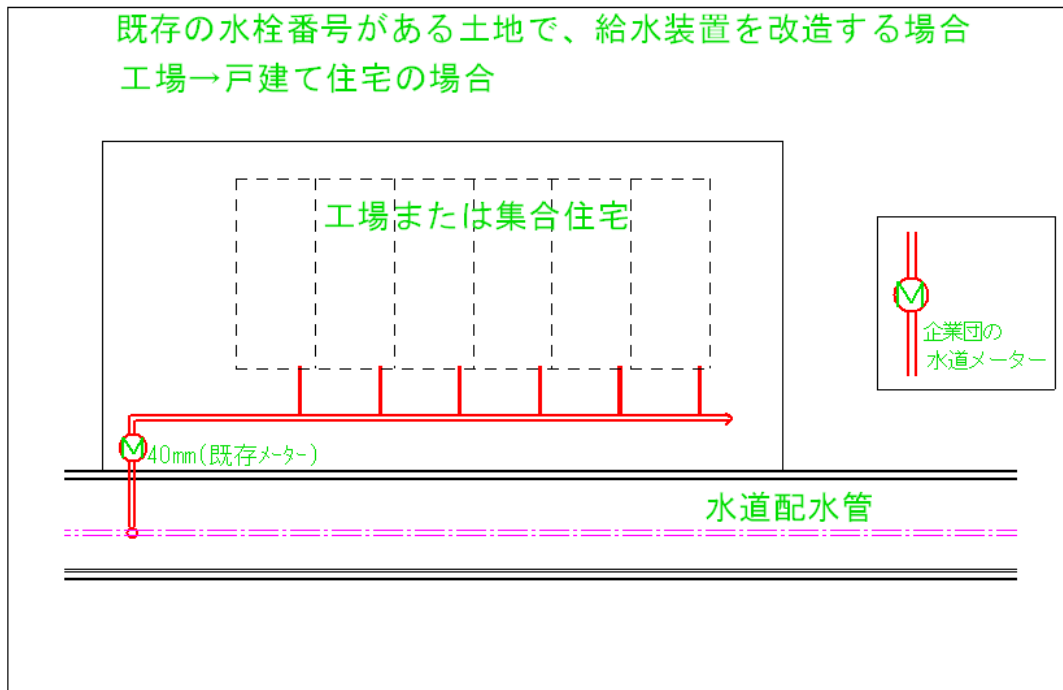 既存の水栓番号がある土地で、給水装置を改造する場合
工場→戸建て住宅の場合
工場または集合住宅
M
企業団の
水道メーター
M
40mm(既存メーター)
水道配水管